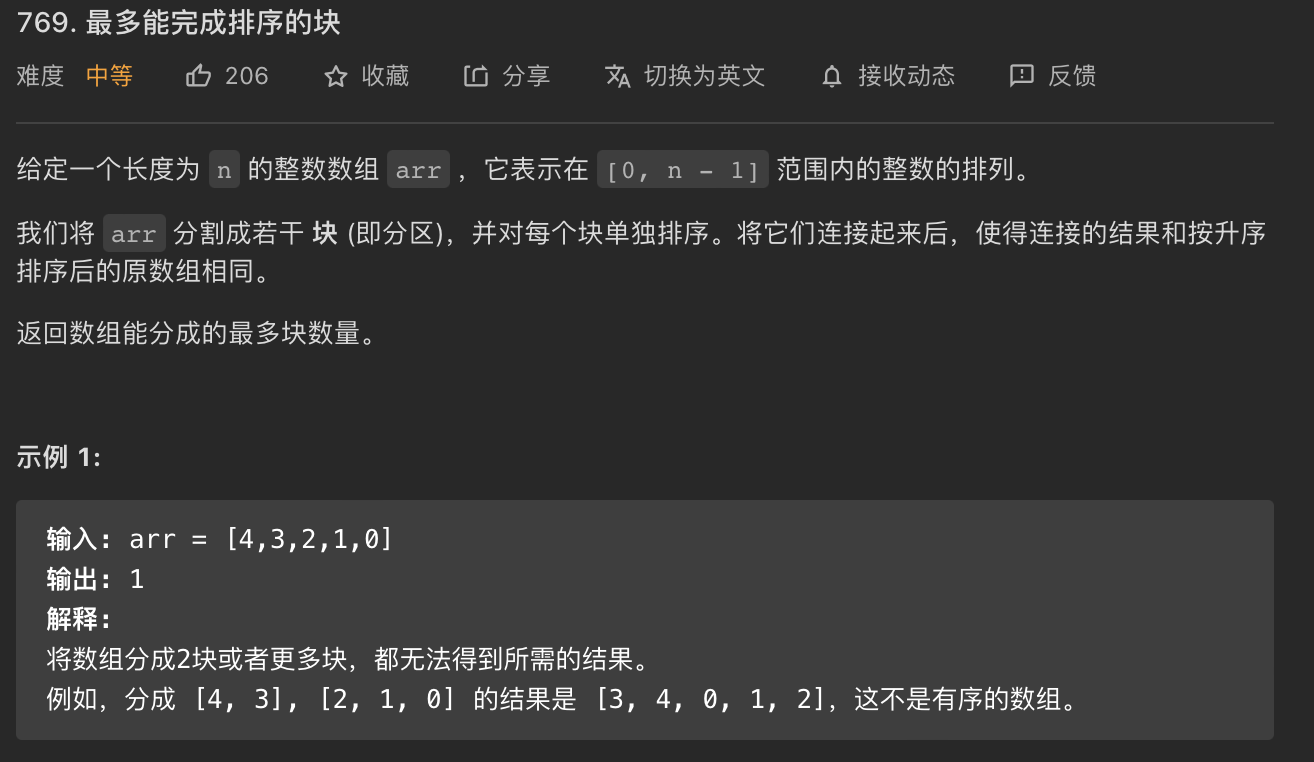 769. 最多能完成排序的块
难度 中等 206 收藏 分享 切换为英文 接收动态 反馈
给定一个长度为 n 的整数数组 arr ，它表示在 [0, n - 1] 范围内的整数的排列。
我们将 arr 分割成若干 块 (即分区)，并对每个块单独排序。将它们连接起来后，使得连接的结果和按升序
排序后的原数组相同。
返回数组能分成的最多块数量。
示例 1:
输入: arr = [4,3,2,1,0]
输出: 1
解释:
将数组分成2块或者更多块，都无法得到所需的结果。
例如，分成 [4, 3], [2, 1, 0] 的结果是 [3, 4, 0, 1, 2]，这不是有序的数组。